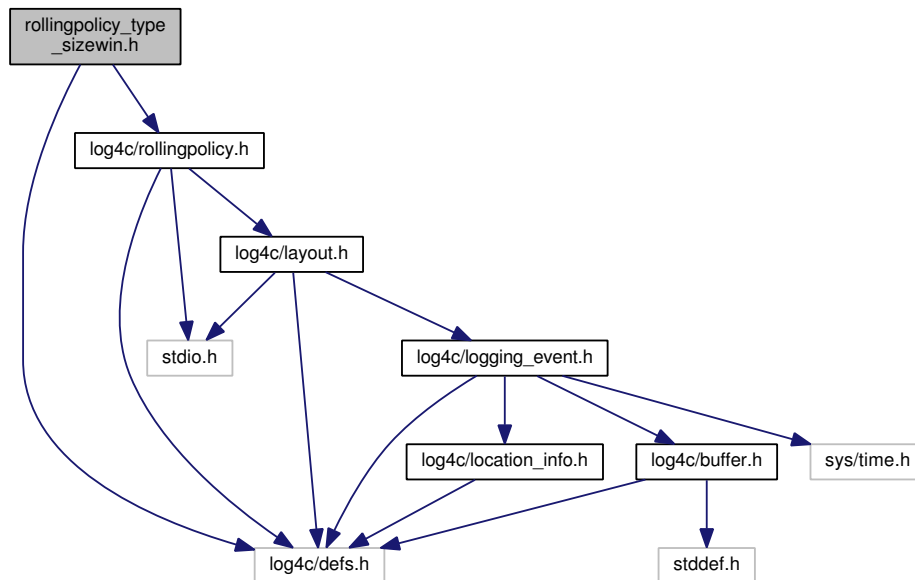 rollingpolicy_type
_sizewin.h
log4c/rollingpolicy.h
log4c/layout.h
stdio.h
log4c/logging_event.h
log4c/location_info.h
log4c/buffer.h
sys/time.h
log4c/defs.h
stddef.h